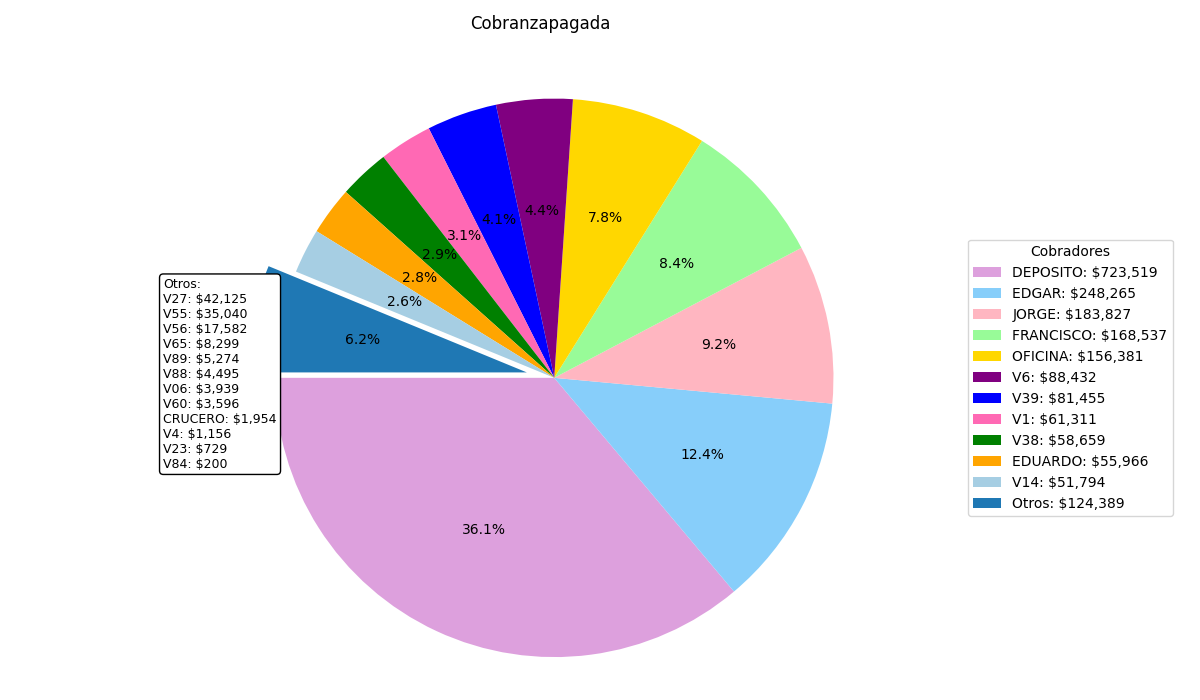 Cobranzapagada
4.4%
4.1%
7.8%
3.1%
2.9%
8.4%
2.8%
2.6%
6.2%
9.2%
12.4%
36.1%
Otros:
V27: $42,125
V55: $35,040
V56: $17,582
V65: $8,299
V89: $5,274
V88: $4,495
V06: $3,939
V60: $3,596
CRUCERO: $1,954
V4: $1,156
V23: $729
V84: $200
Cobradores
DEPOSITO: $723,519
EDGAR: $248,265
JORGE: $183,827
FRANCISCO: $168,537
OFICINA: $156,381
V6: $88,432
V39: $81,455
V1: $61,311
V38: $58,659
EDUARDO: $55,966
V14: $51,794
Otros: $124,389